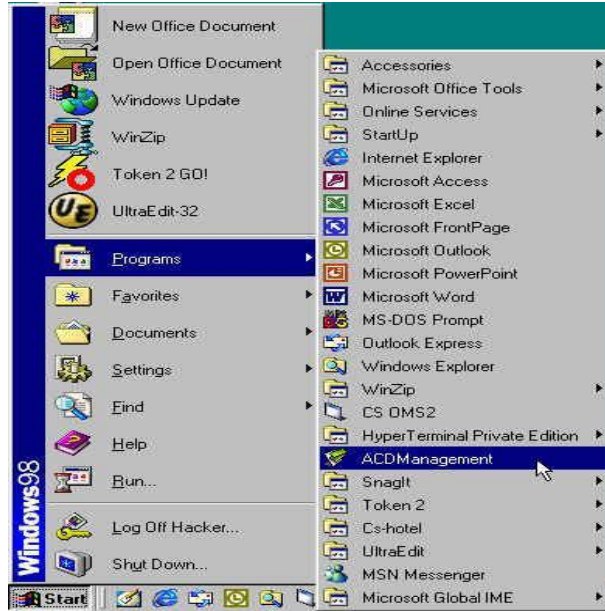 New Office Document
Open Office Document
Windows Update
WinZip
Token 2 GO!
UltraEdit-32
Programs
Favorites
Documents
Settings
Find
Help
Run...
Log Off Hacker...
Shut Down...
Windows98
Start
Accessories
Microsoft Office Tools
Online Services
StartUp
Internet Explorer
Microsoft Access
Microsoft Excel
Microsoft FrontPage
Microsoft Outlook
Microsoft PowerPoint
Microsoft Word
MS-DOS Prompt
Outlook Express
Windows Explorer
WinZip
CS OMS2
HyperTerminal Private Edition
ACDManagement
SnagIt
Token 2
Cs-hotel
UltraEdit
MSN Messenger
Microsoft Global IME